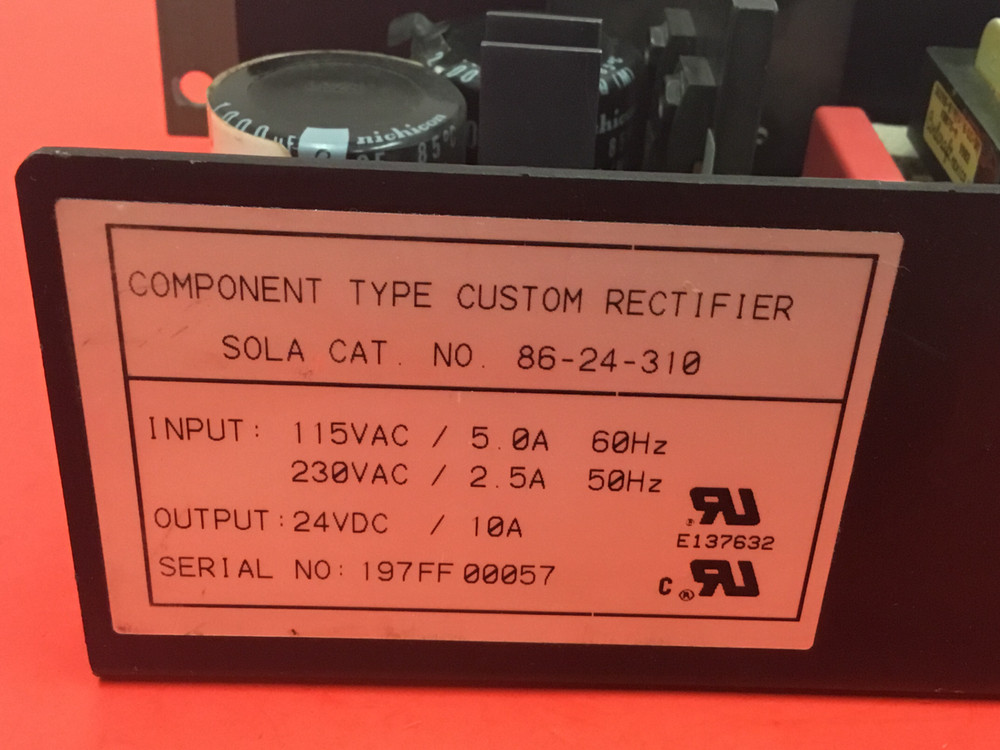 nichicon
85°C
COMPONENT TYPE CUSTOM RECTIFIER
SOLA CAT. NO. 86-24-310
INPUT: 115VAC / 5.0A 60Hz
230VAC / 2.5A 50Hz
OUTPUT: 24VDC / 10A
SERIAL NO: 197FF 00057
E137632
C ®